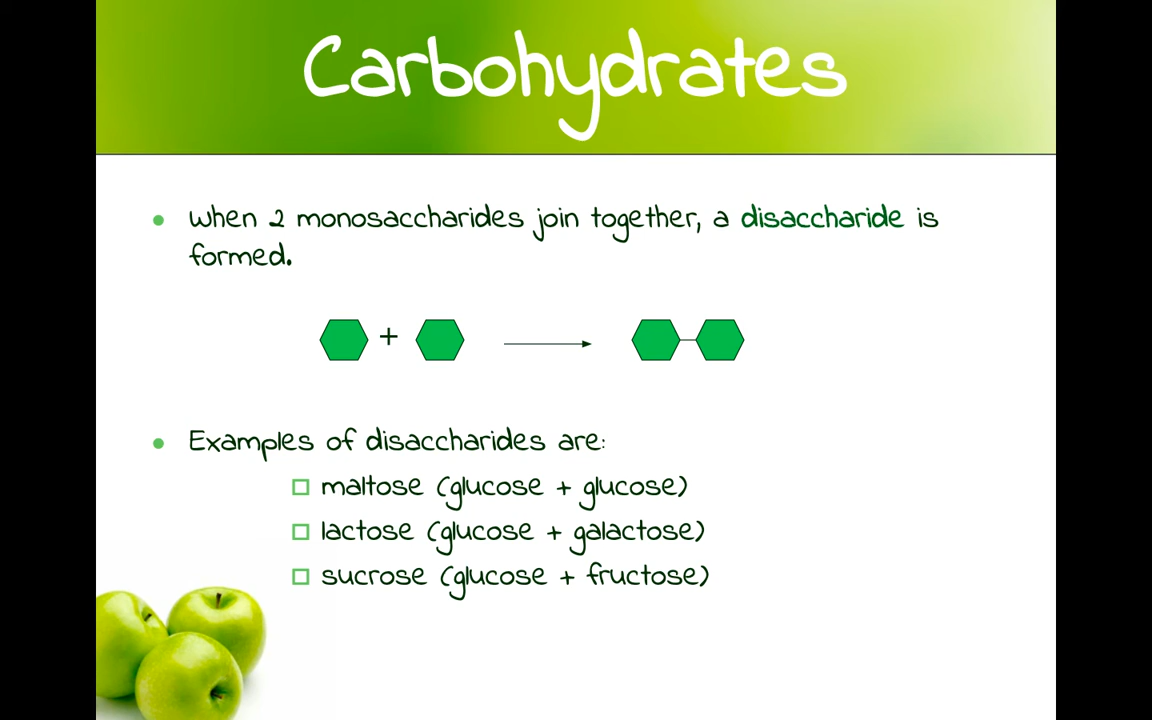 Carbohydrates
When 2 monosaccharides join together, a disaccharide is
formed.
+
Examples of disaccharides are:
maltose (glucose + glucose)
lactose (glucose + galactose)
sucrose (glucose + fructose)